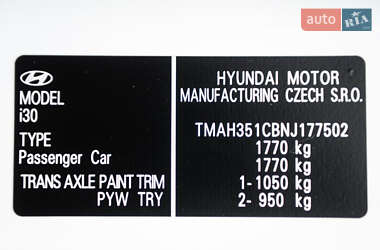 auto RIA
MODEL
i30
TYPE
Passenger Car
TRANS AXLE PAINT TRIM
PYW TRY
HYUNDAI MOTOR
MANUFACTURING CZECH S.R.O.
TMAH351CBNJ177502
1770 kg
1770 kg
1- 1050 kg
2- 950 kg